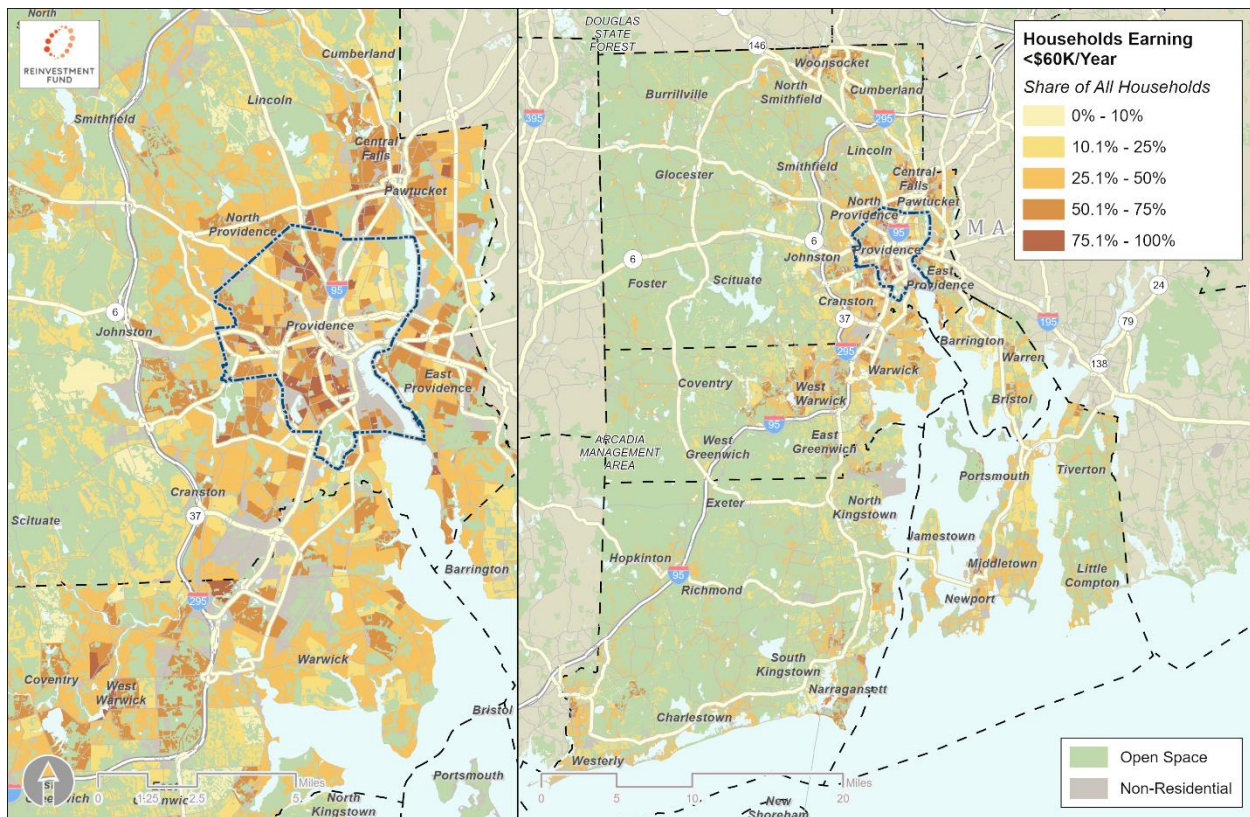 REINVESTMENT
FUND
Cumberland
Lincoln
Smithfield
Central
Falls
Pawtucket
North
Providence
95
6
Johnston
Providence
East
Providence
Cranston
37
Scituate
Barrington
295
Warwick
Coventry
West
Warwick
Bristol
Portsmouth
North
Kingstown
0 1.25 2.5 5
Miles
DOUGLAS
STATE
FOREST
146
Woonsocket
Burrillville
North
Smithfield
Cumberland
395
295
Lincoln
Smithfield
Glocester
Central
Falls
North
Providence
Pawtucket
95
6
Johnston
Providence
6
Foster
Scituate
East
Providence
Cranston
37
24
195
79
295
Barrington
Warren
138
Coventry
West
Warwick
Warwick
Bristol
95
ARCADIA
MANAGEMENT
AREA
West
Greenwich
East
Greenwich
Portsmouth
Tiverton
Exeter
North
Kingstown
Jamestown
Middletown
Hopkinton
95
Richmond
Newport
Little
Compton
South
Kingstown
Narragansett
Charlestown
Westerly
0 5 10 20
Miles
New
Shoreham
Households Earning
<$60K/Year
Share of All Households
0% - 10%
10.1% - 25%
25.1% - 50%
50.1% - 75%
75.1% - 100%
Open Space
Non-Residential